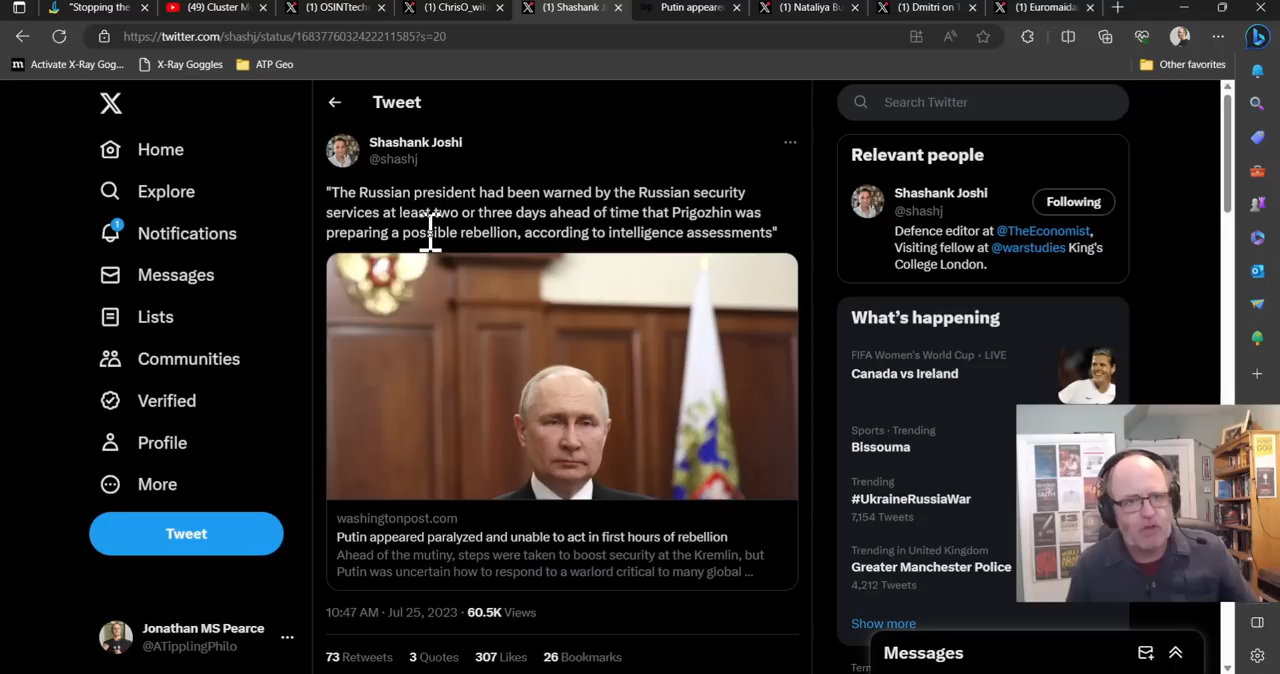 "Stopping the
(49) Cluster M
(1) OSINTtech
(1) ChrisO_wik
(1) Shashank J
Putin appeare
(1) Nataliya Bu
(1) Dmitri on T
(1) Euromaida
https://twitter.com/shashj/status/1683776032422211585?s=20
Activate X-Ray Gog...
X-Ray Goggles
ATP Geo
Other favorites
Home
Explore
1
Notifications
Messages
Lists
Communities
Verified
Profile
More
Tweet
Jonathan MS Pearce
@ATipplingPhilo
Tweet
Shashank Joshi
@shashj
"The Russian president had been warned by the Russian security
services at least two or three days ahead of time that Prigozhin was
preparing a possible rebellion, according to intelligence assessments"
washingtonpost.com
Putin appeared paralyzed and unable to act in first hours of rebellion
Ahead of the mutiny, steps were taken to boost security at the Kremlin, but
Putin was uncertain how to respond to a warlord critical to many global ...
10:47 AM · Jul 25, 2023 · 60.5K Views
73 Retweets 3 Quotes 307 Likes 26 Bookmarks
Search Twitter
Relevant people
Shashank Joshi
@shashj
Following
Defence editor at @TheEconomist,
Visiting fellow at @warstudies King's
College London.
What's happening
FIFA Women's World Cup · LIVE
Canada vs Ireland
Sports · Trending
Bissouma
Trending
#UkraineRussiaWar
7,154 Tweets
Trending in United Kingdom
Greater Manchester Police
4,212 Tweets
Show more
Messages